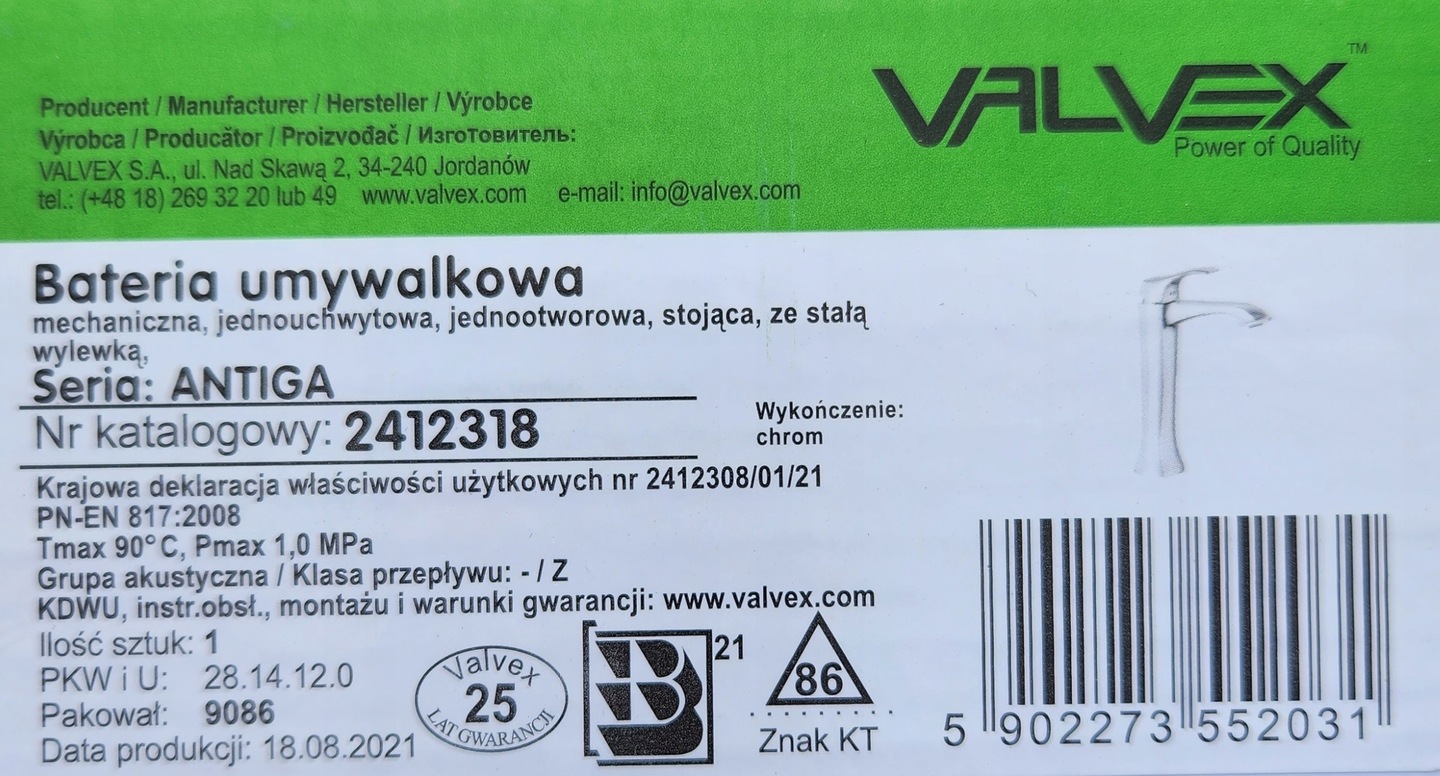 Producent / Manufacturer / Hersteller / Výrobce
Výrobca / Producător / Proizvođač / Изготовитель:
VALVEX S.A., ul. Nad Skawą 2, 34-240 Jordanów
tel.: (+48 18) 269 32 20 lub 49 www.valvex.com e-mail: info@valvex.com
VALVEX™
Power of Quality
Bateria umywalkowa
mechaniczna, jednouchwytowa, jednootworowa, stojąca, ze stałą
wylewką,
Seria: ANTIGA
Nr katalogowy: 2412318
Wykończenie:
chrom
Krajowa deklaracja właściwości użytkowych nr 2412308/01/21
PN-EN 817:2008
Tmax 90°C, Pmax 1,0 MPa
Grupa akustyczna / Klasa przepływu: - / Z
KDWU, instr.obsł., montażu i warunki gwarancji: www.valvex.com
Ilość sztuk: 1
PKW i U: 28.14.12.0
Pakował: 9086
Data produkcji: 18.08.2021
Valvex
25
LAT GWARANCJI
B 21
86
Znak KT
5 902273 552031